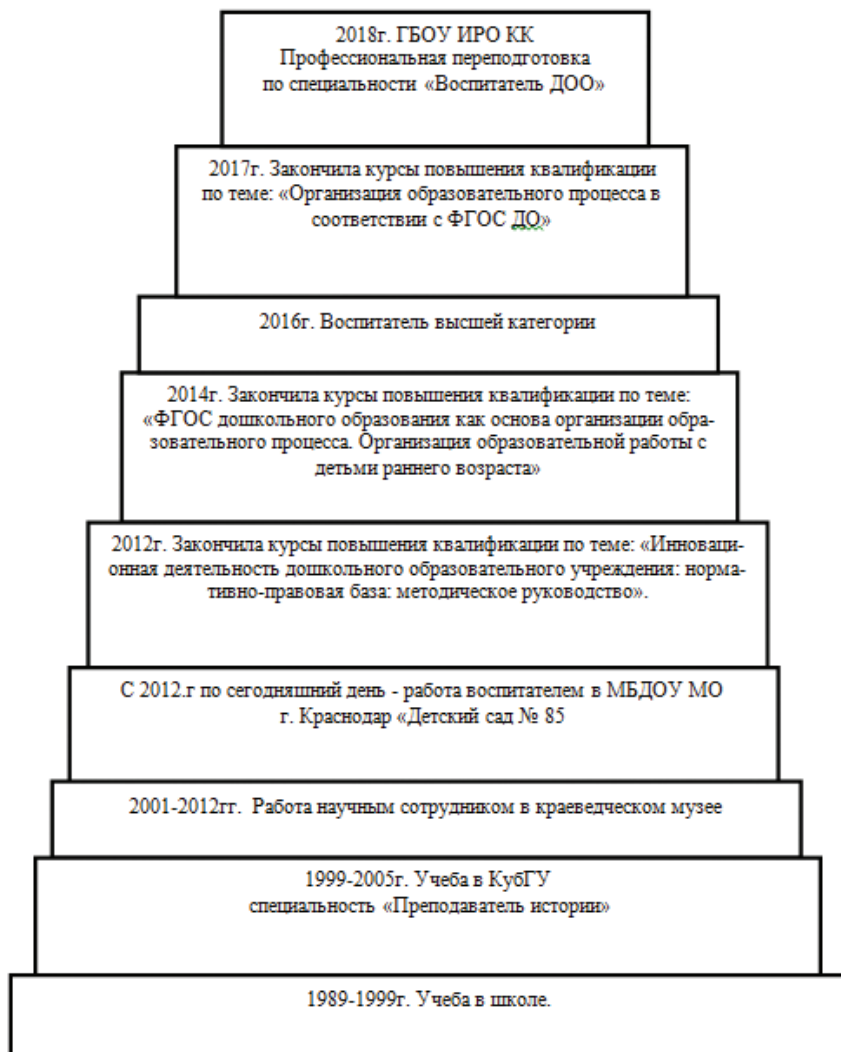 2018г. ГБОУ ИРО КК
Профессиональная переподготовка
по специальности «Воспитатель ДОО»
2017г. Закончила курсы повышения квалификации
по теме: «Организация образовательного процесса в
соответствии с ФГОС ДО»
2016г. Воспитатель высшей категории
2014г. Закончила курсы повышения квалификации по теме:
«ФГОС дошкольного образования как основа организации обра-
зовательного процесса. Организация образовательной работы с
детьми раннего возраста»
2012г. Закончила курсы повышения квалификации по теме: «Инноваци-
онная деятельность дошкольного образовательного учреждения: норма-
тивно-правовая база: методическое руководство».
С 2012.г по сегодняшний день - работа воспитателем в МБДОУ МО
г. Краснодар «Детский сад № 85
2001-2012гг. Работа научным сотрудником в краеведческом музее
1999-2005г. Учеба в КубГУ
специальность «Преподаватель истории»
1989-1999г. Учеба в школе.